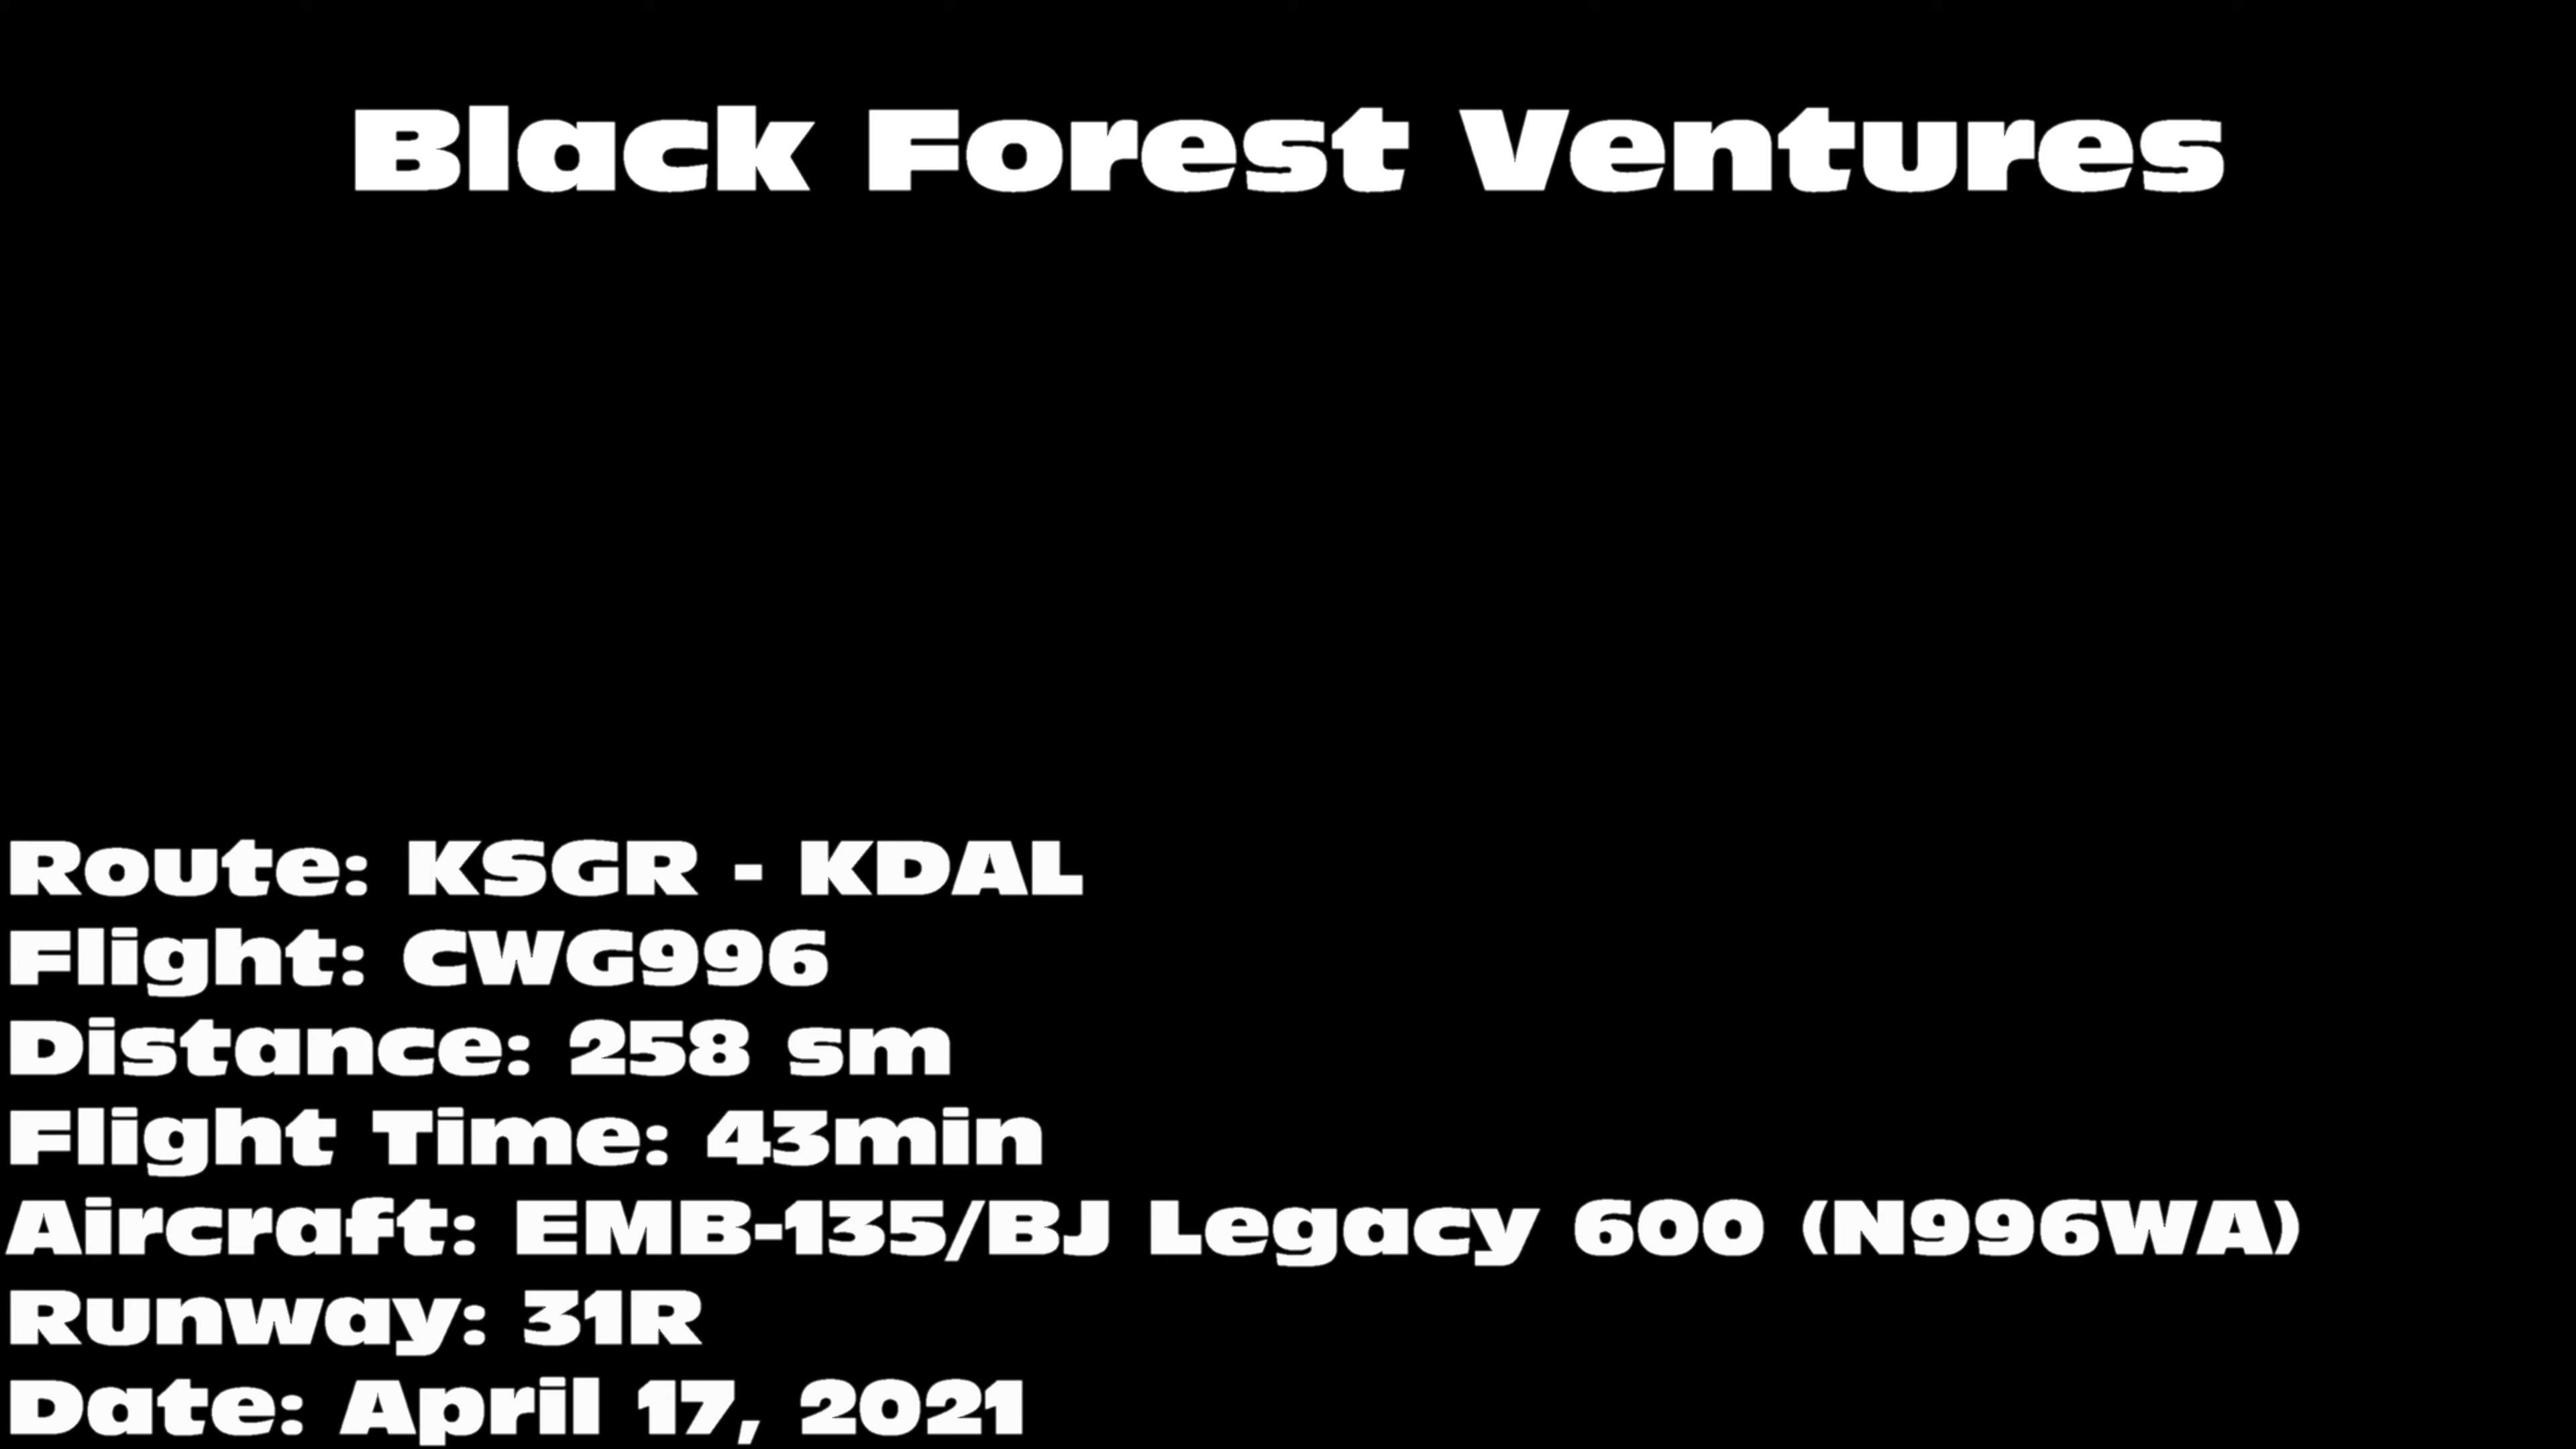 Black Forest Ventures
Route: KSGR - KDAL
Flight: CWG996
Distance: 258 sm
Flight Time: 43min
Aircraft: EMB-135/BJ Legacy 600 (N996WA)
Runway: 31R
Date: April 17, 2021